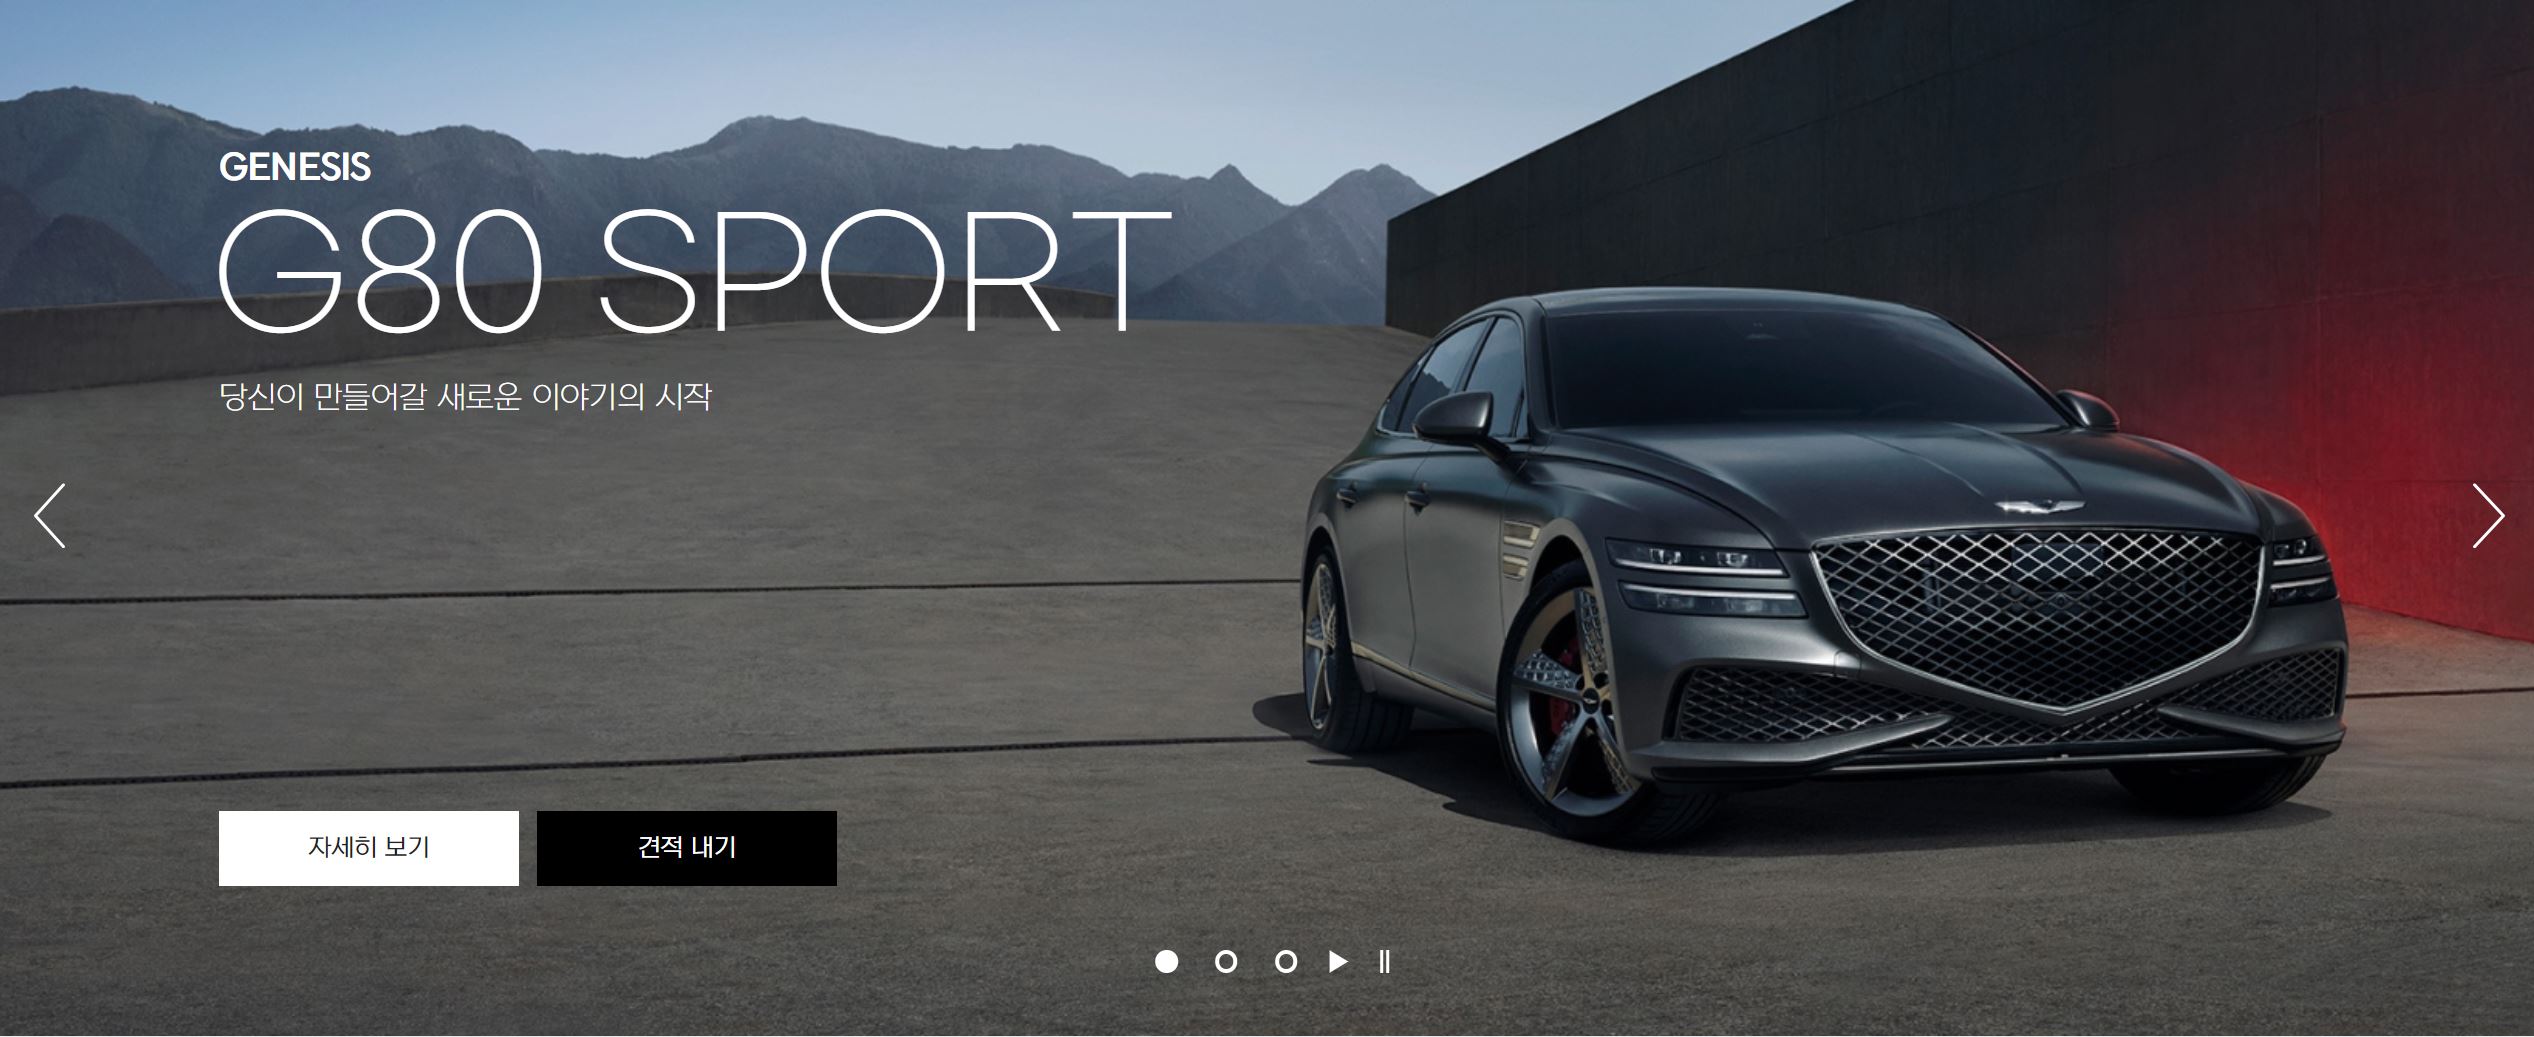 GENESIS
G80 SPORT
당신이 만들어갈 새로운 이야기의 시작
자세히 보기
견적 내기